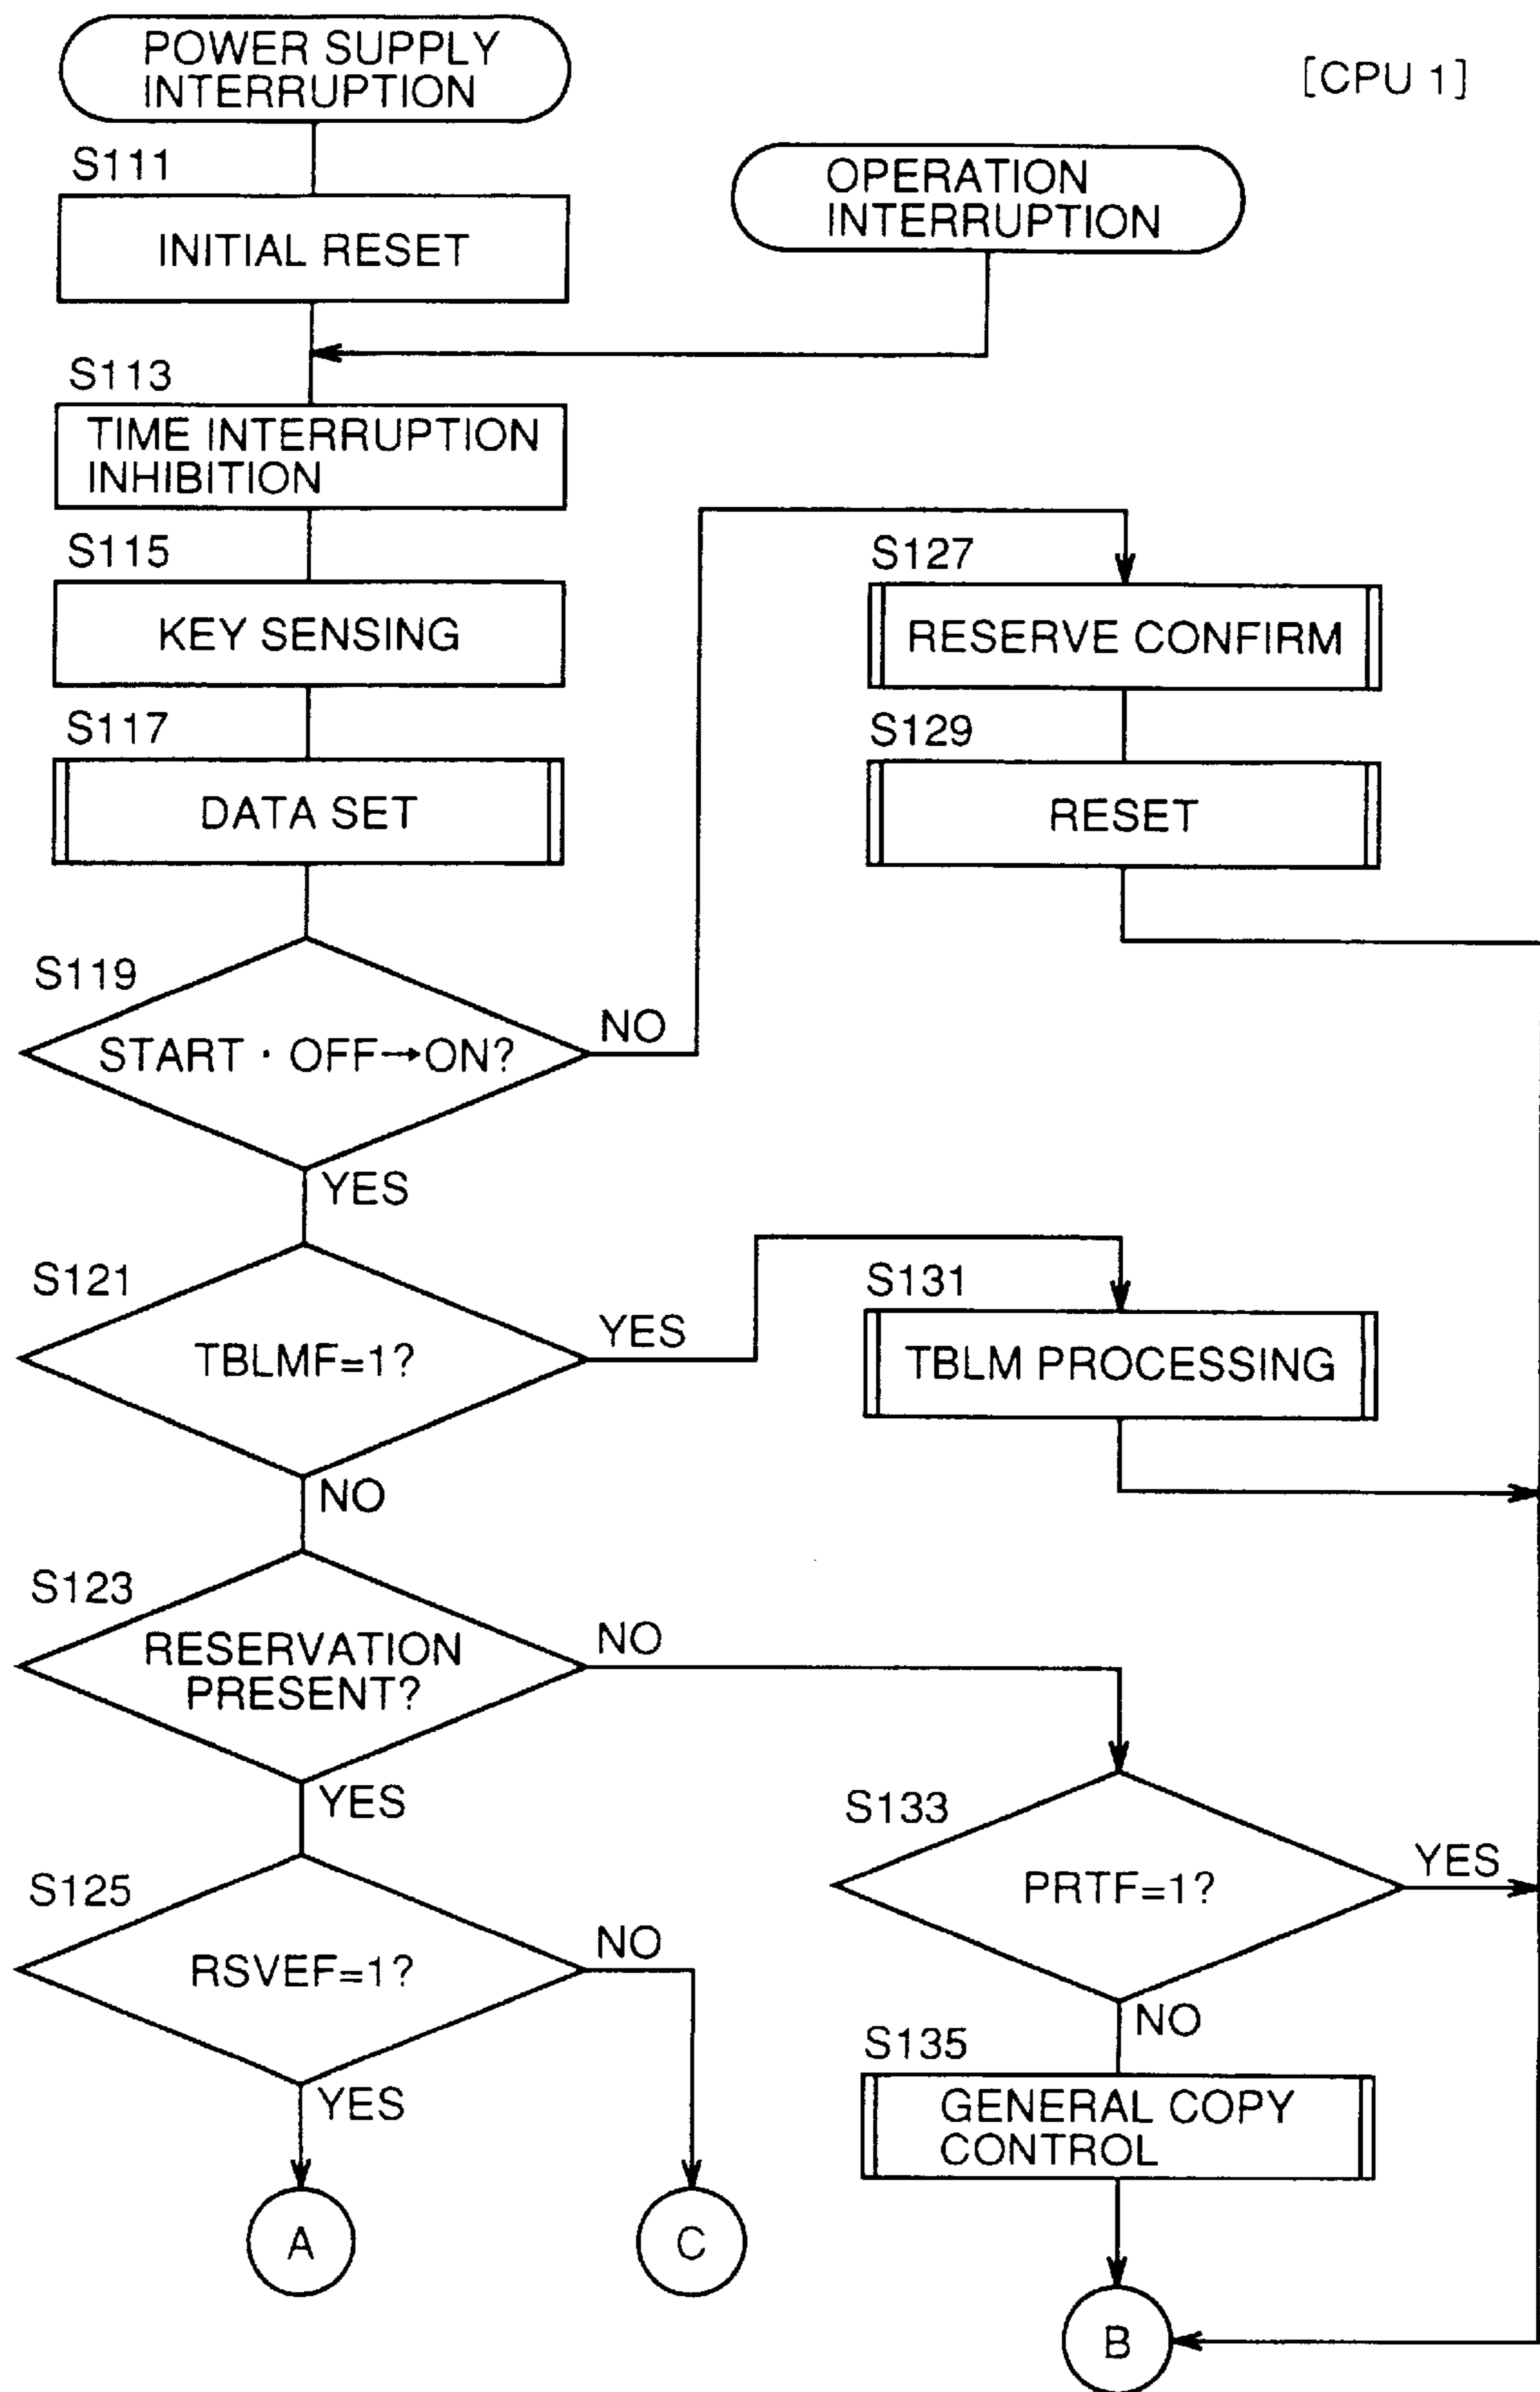 POWER SUPPLY
INTERRUPTION
[CPU 1]
S111
INITIAL RESET
OPERATION
INTERRUPTION
S113
TIME INTERRUPTION
INHIBITION
S115
KEY SENSING
S117
DATA SET
S127
RESERVE CONFIRM
S129
RESET
S119
START · OFF→ON?
NO
YES
S121
TBLMF=1?
YES
NO
S131
TBLM PROCESSING
S123
RESERVATION
PRESENT?
NO
YES
S133
PRTF=1?
YES
NO
S125
RSVEF=1?
NO
YES
S135
GENERAL COPY
CONTROL
A
C
B